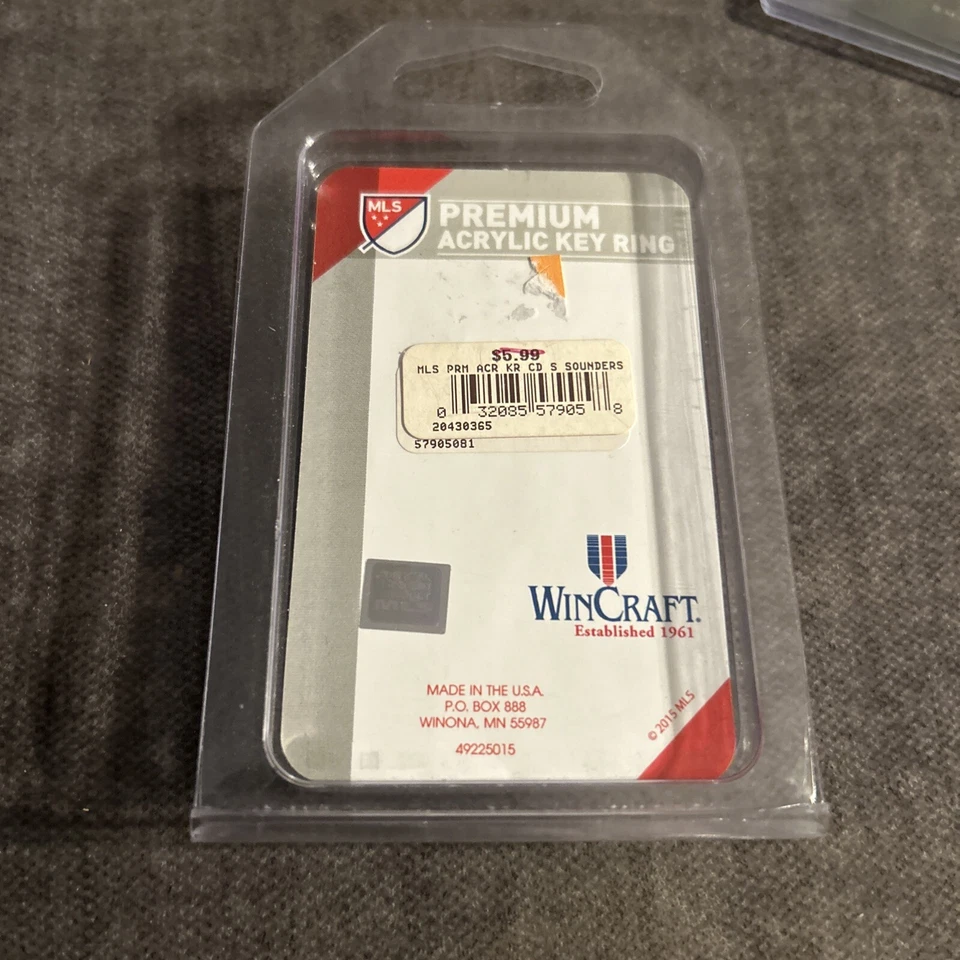 MLS
PREMIUM
ACRYLIC KEY RING
$5.99
MLS PRM ACR KR CD S SOUNDERS
0 32085 57905 8
20430365
57905081
WINCRAFT.
Established 1961
MADE IN THE U.S.A.
P.O. BOX 888
WINONA, MN 55987
49225015
© 2015 MLS